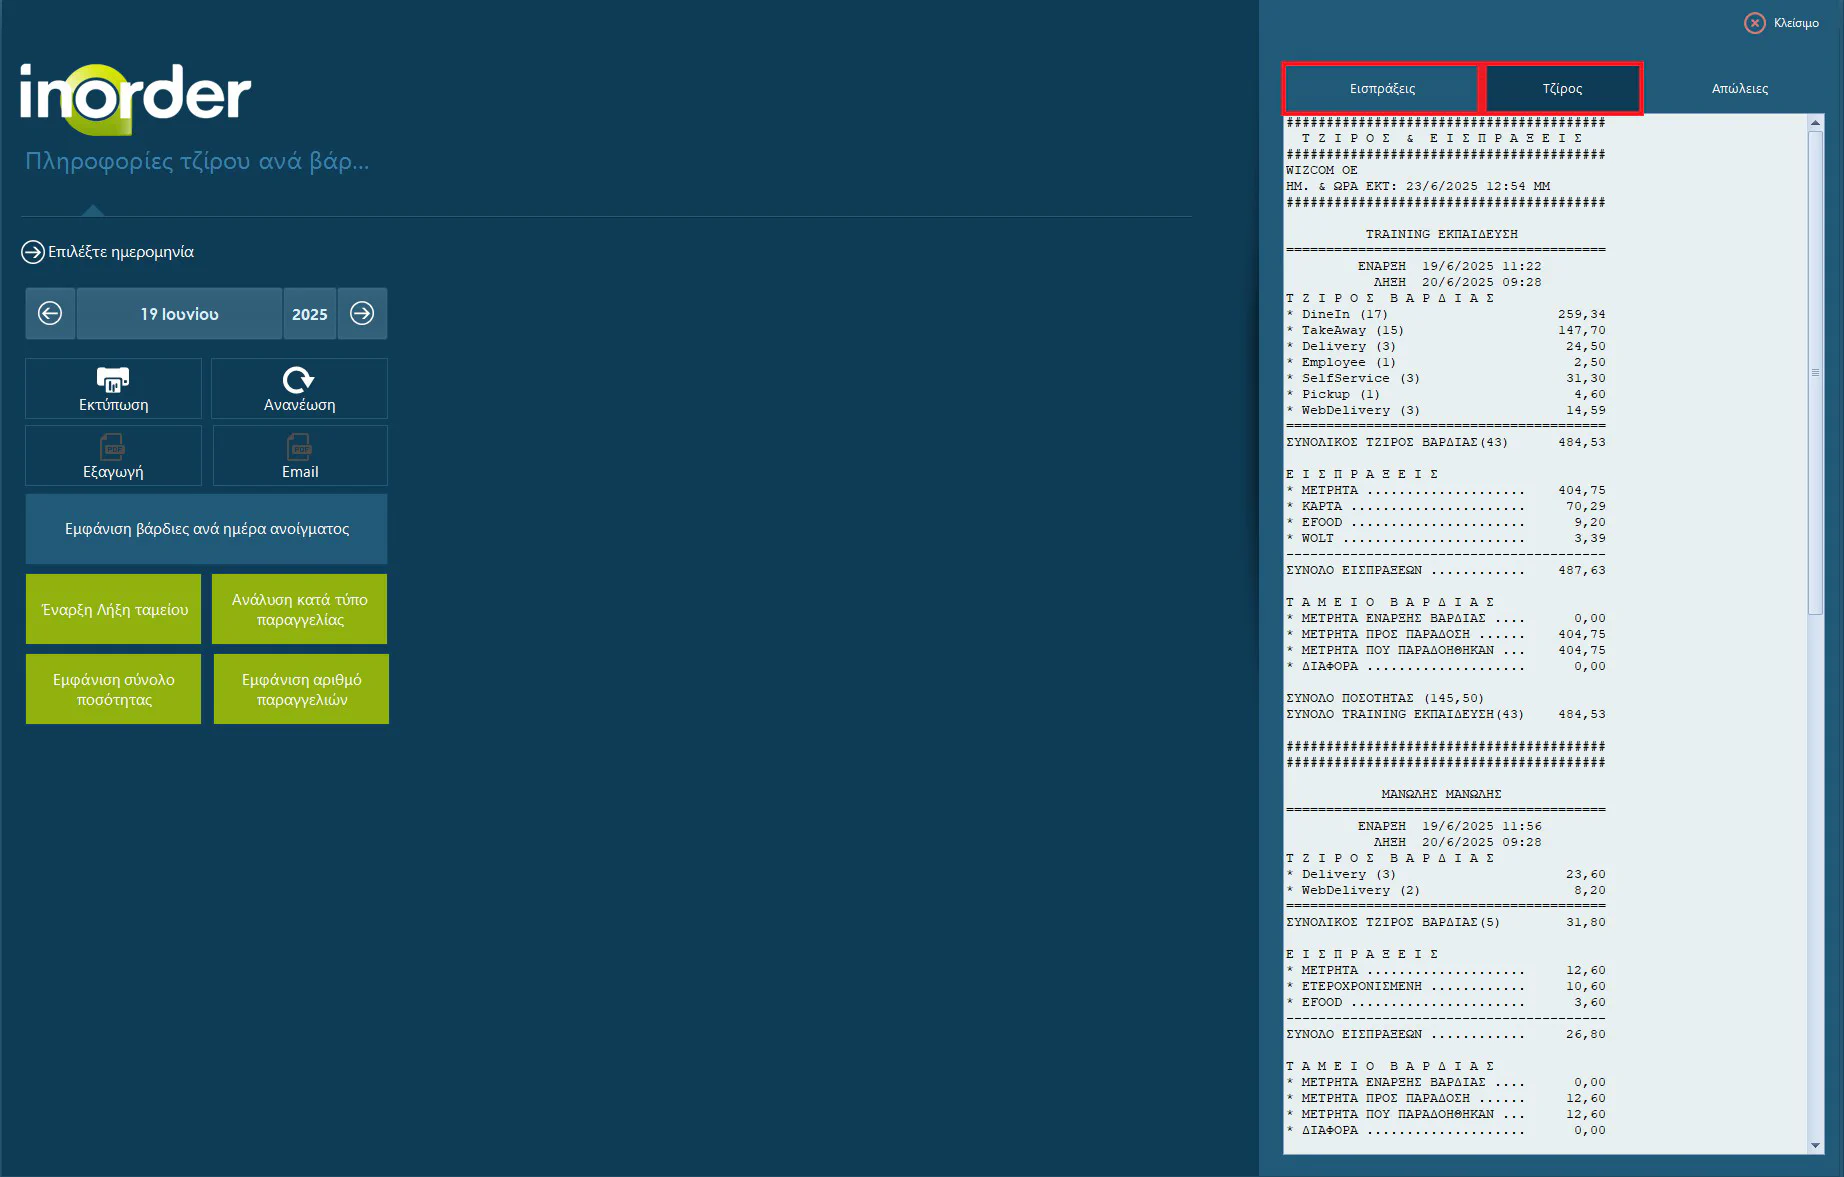 Κλείσιμο
inorder
Πληροφορίες τζίρου ανά βάρ...
Επιλέξτε ημερομηνία
19 Ιουνίου 2025
Εκτύπωση
Ανανέωση
Εξαγωγή
Email
Εμφάνιση βάρδιες ανά ημέρα ανοίγματος
Έναρξη Λήξη ταμείου
Ανάλυση κατά τύπο
παραγγελίας
Εμφάνιση σύνολο
ποσότητας
Εμφάνιση αριθμό
παραγγελιών
Εισπράξεις Τζίρος Απώλειες
########################################
Τ Ζ Ι Ρ Ο Σ & Ε Ι Σ Π Ρ Α Ξ Ε Ι Σ
########################################
WIZCOM OE
ΗΜ. & ΩΡΑ ΕΚΤ: 23/6/2025 12:54 ΜΜ
########################################
TRAINING ΕΚΠΑΙΔΕΥΣΗ
========================================
ΕΝΑΡΞΗ 19/6/2025 11:22
ΛΗΞΗ 20/6/2025 09:28
Τ Ζ Ι Ρ Ο Σ Β Α Ρ Δ Ι Α Σ
* DineIn (17) 259,34
* TakeAway (15) 147,70
* Delivery (3) 24,50
* Employee (1) 2,50
* SelfService (3) 31,30
* Pickup (1) 4,60
* WebDelivery (3) 14,59
========================================
ΣΥΝΟΛΙΚΟΣ ΤΖΙΡΟΣ ΒΑΡΔΙΑΣ(43) 484,53
Ε Ι Σ Π Ρ Α Ξ Ε Ι Σ
* ΜΕΤΡΗΤΑ .................... 404,75
* ΚΑΡΤΑ ...................... 70,29
* EFOOD ...................... 9,20
* WOLT ....................... 3,39
----------------------------------------
ΣΥΝΟΛΟ ΕΙΣΠΡΑΞΕΩΝ ............ 487,63
Τ Α Μ Ε Ι Ο Β Α Ρ Δ Ι Α Σ
* ΜΕΤΡΗΤΑ ΕΝΑΡΞΗΣ ΒΑΡΔΙΑΣ .... 0,00
* ΜΕΤΡΗΤΑ ΠΡΟΣ ΠΑΡΑΔΟΣΗ ...... 404,75
* ΜΕΤΡΗΤΑ ΠΟΥ ΠΑΡΑΔΟΗΘΗΚΑΝ ... 404,75
* ΔΙΑΦΟΡΑ .................... 0,00
ΣΥΝΟΛΟ ΠΟΣΟΤΗΤΑΣ (145,50)
ΣΥΝΟΛΟ TRAINING ΕΚΠΑΙΔΕΥΣΗ(43) 484,53
########################################
########################################
ΜΑΝΩΛΗΣ ΜΑΝΩΛΗΣ
========================================
ΕΝΑΡΞΗ 19/6/2025 11:56
ΛΗΞΗ 20/6/2025 09:28
Τ Ζ Ι Ρ Ο Σ Β Α Ρ Δ Ι Α Σ
* Delivery (3) 23,60
* WebDelivery (2) 8,20
========================================
ΣΥΝΟΛΙΚΟΣ ΤΖΙΡΟΣ ΒΑΡΔΙΑΣ(5) 31,80
Ε Ι Σ Π Ρ Α Ξ Ε Ι Σ
* ΜΕΤΡΗΤΑ .................... 12,60
* ΕΤΕΡΟΧΡΟΝΙΣΜΕΝΗ ............ 10,60
* EFOOD ...................... 3,60
----------------------------------------
ΣΥΝΟΛΟ ΕΙΣΠΡΑΞΕΩΝ ............ 26,80
Τ Α Μ Ε Ι Ο Β Α Ρ Δ Ι Α Σ
* ΜΕΤΡΗΤΑ ΕΝΑΡΞΗΣ ΒΑΡΔΙΑΣ .... 0,00
* ΜΕΤΡΗΤΑ ΠΡΟΣ ΠΑΡΑΔΟΣΗ ...... 12,60
* ΜΕΤΡΗΤΑ ΠΟΥ ΠΑΡΑΔΟΗΘΗΚΑΝ ... 12,60
* ΔΙΑΦΟΡΑ .................... 0,00